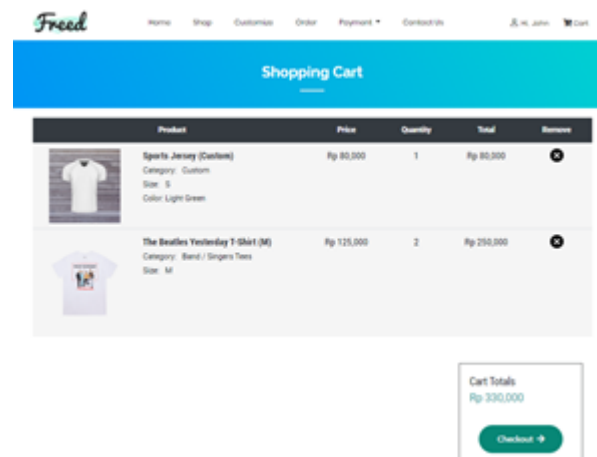 Freed
Home Shop Customize Order Payment Contact Us Hi, John Cart
Shopping Cart
Product Price Quantity Total Remove
Sports Jersey (Custom) Rp 80,000 1 Rp 80,000
Category: Custom
Size: S
Color: Light Green
The Beatles Yesterday T-Shirt (M) Rp 125,000 2 Rp 250,000
Category: Band / Singers Tees
Size: M
Cart Totals
Rp 330,000
Checkout